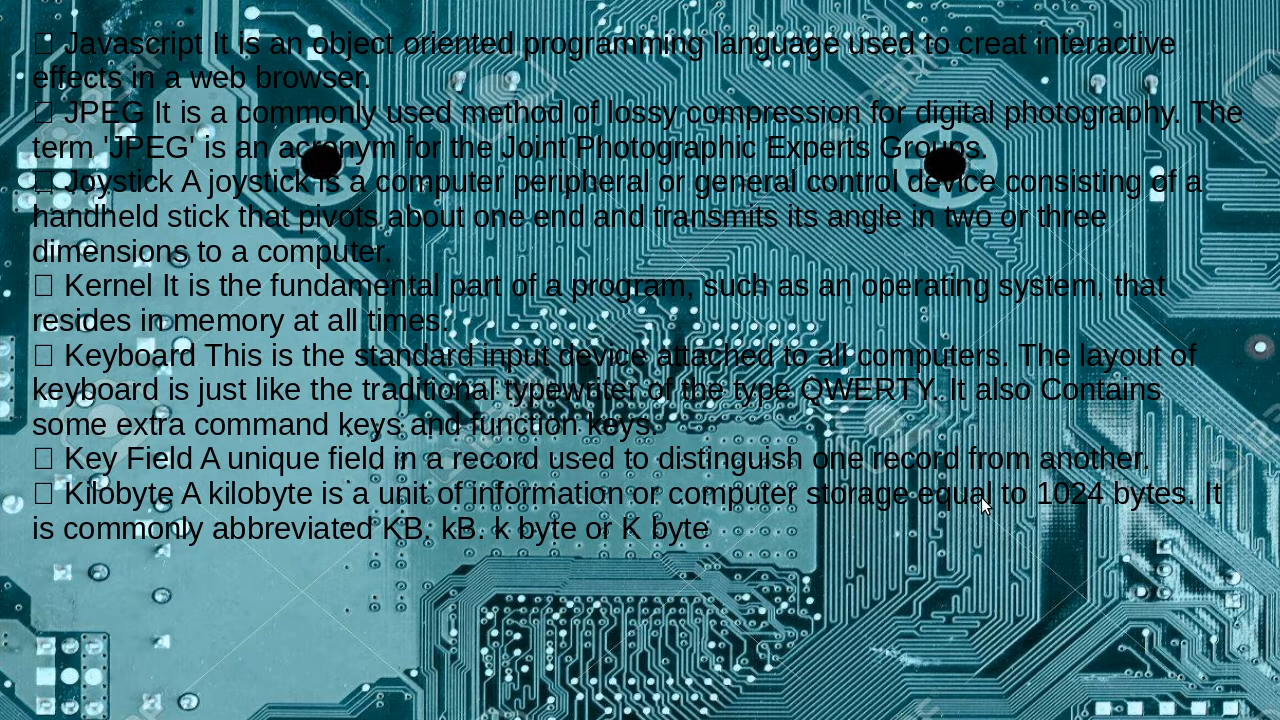 □ Javascript It is an object oriented programming language used to creat interactive
effects in a web browser.
□ JPEG It is a commonly used method of lossy compression for digital photography. The
term 'JPEG' is an acronym for the Joint Photographic Experts Groups.
□ Joystick A joystick is a computer peripheral or general control device consisting of a
handheld stick that pivots about one end and transmits its angle in two or three
dimensions to a computer.
□ Kernel It is the fundamental part of a program, such as an operating system, that
resides in memory at all times.
□ Keyboard This is the standard input device attached to all computers. The layout of
keyboard is just like the traditional typewriter of the type QWERTY. It also Contains
some extra command keys and function keys.
□ Key Field A unique field in a record used to distinguish one record from another.
□ Kilobyte A kilobyte is a unit of information or computer storage equal to 1024 bytes. It
is commonly abbreviated KB. kB. k byte or K byte